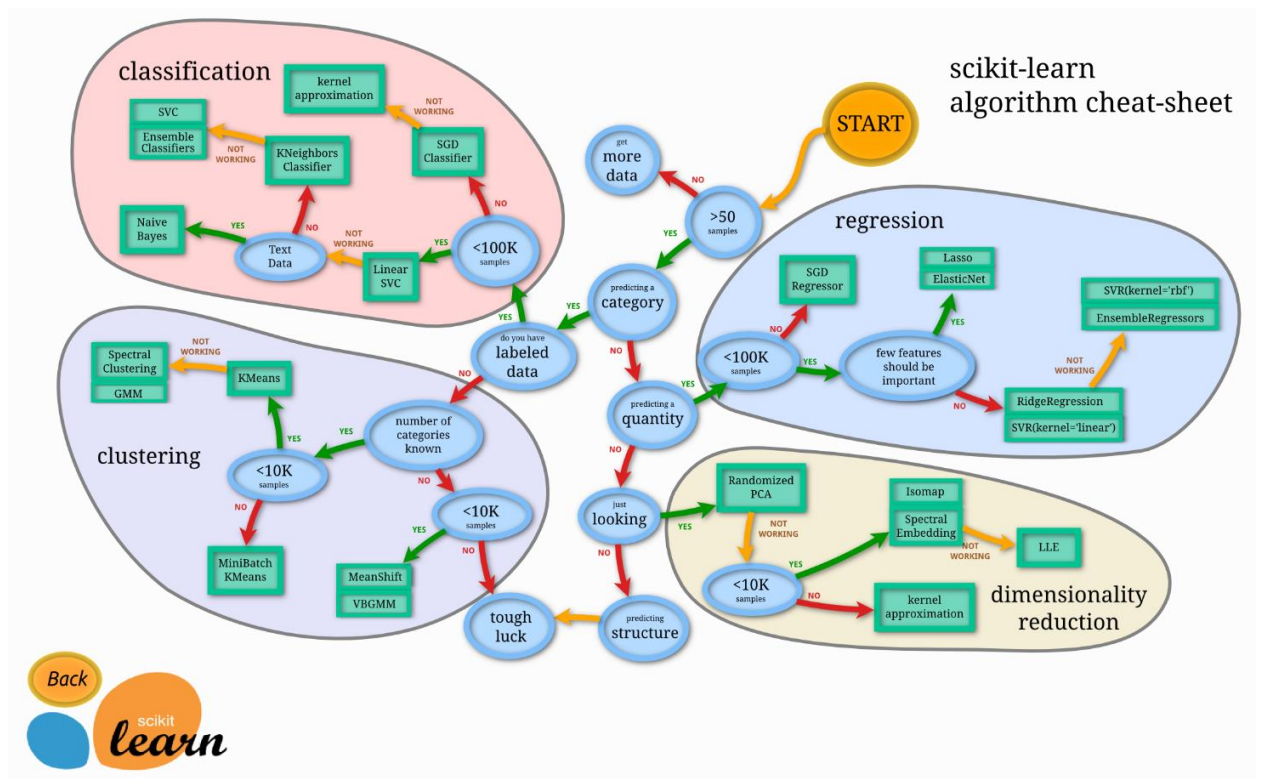 scikit-learn
algorithm cheat-sheet
START
>50
samples
NO
get
more
data
YES
predicting a
category
YES
do you have
labeled
data
YES
classification
<100K
samples
NO
SGD
Classifier
NOT
WORKING
kernel
approximation
YES
Linear
SVC
NOT
WORKING
Text
Data
YES
Naive
Bayes
NO
KNeighbors
Classifier
NOT
WORKING
SVC
Ensemble
Classifiers
NO
clustering
number of
categories
known
YES
<10K
samples
YES
KMeans
NOT
WORKING
Spectral
Clustering
GMM
NO
MiniBatch
KMeans
NO
<10K
samples
YES
MeanShift
VBGMM
NO
tough
luck
NO
predicting a
quantity
YES
regression
<100K
samples
NO
SGD
Regressor
YES
few features
should be
important
YES
Lasso
ElasticNet
NO
RidgeRegression
SVR(kernel='linear')
NOT
WORKING
SVR(kernel='rbf')
EnsembleRegressors
NO
just
looking
YES
Randomized
PCA
NOT
WORKING
<10K
samples
YES
Isomap
Spectral
Embedding
NOT
WORKING
LLE
NO
kernel
approximation
dimensionality
reduction
NO
predicting
structure
Back
scikit
learn